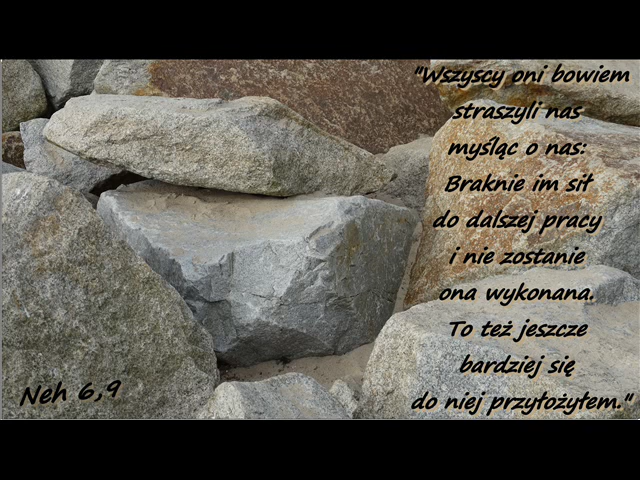 "Wszyscy oni bowiem
straszyli nas
myśląc o nas:
Braknie im sił
do dalszej pracy
i nie zostanie
ona wykonana.
To też jeszcze
bardziej się
do niej przyłożyłem."
Neh 6,9